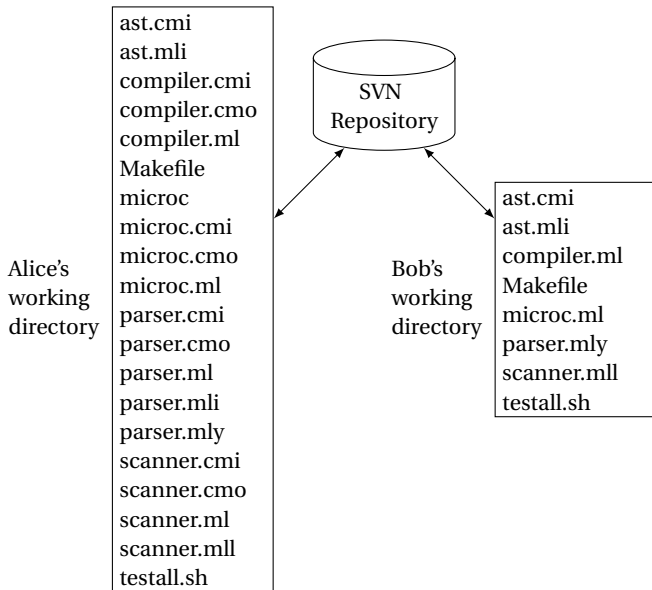 ast.cmi
ast.mli
compiler.cmi
compiler.cmo
compiler.ml
Makefile
microc
microc.cmi
microc.cmo
microc.ml
parser.cmi
parser.cmo
parser.ml
parser.mli
parser.mly
scanner.cmi
scanner.cmo
scanner.ml
scanner.mll
testall.sh
Alice's
working
directory
SVN
Repository
Bob's
working
directory
ast.cmi
ast.mli
compiler.ml
Makefile
microc.ml
parser.mly
scanner.mll
testall.sh